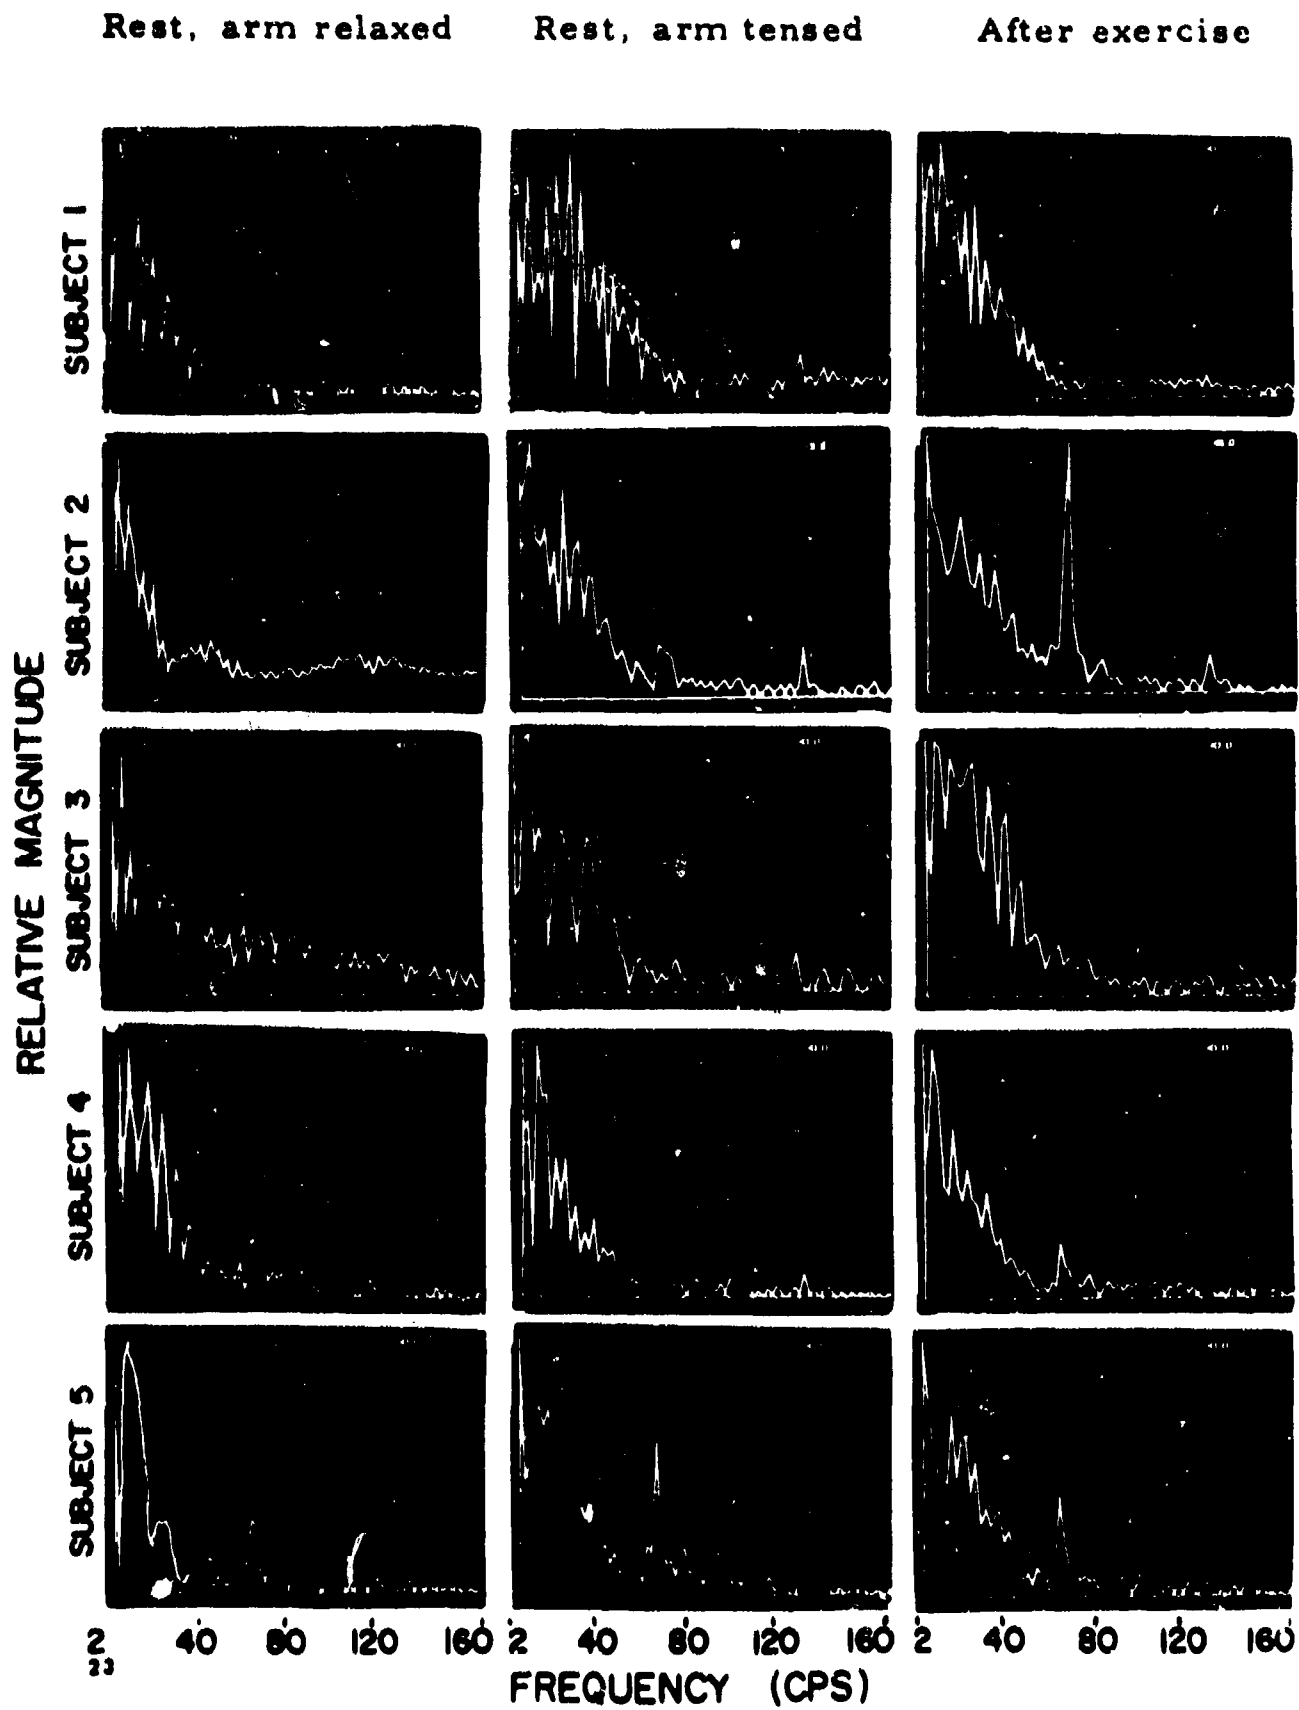 Rest, arm relaxed
Rest, arm tensed
After exercise
RELATIVE MAGNITUDE
SUBJECT 1
SUBJECT 2
SUBJECT 3
SUBJECT 4
SUBJECT 5
2 40 80 120 160
2 40 80 120 160
2 40 80 120 160
23
FREQUENCY (CPS)